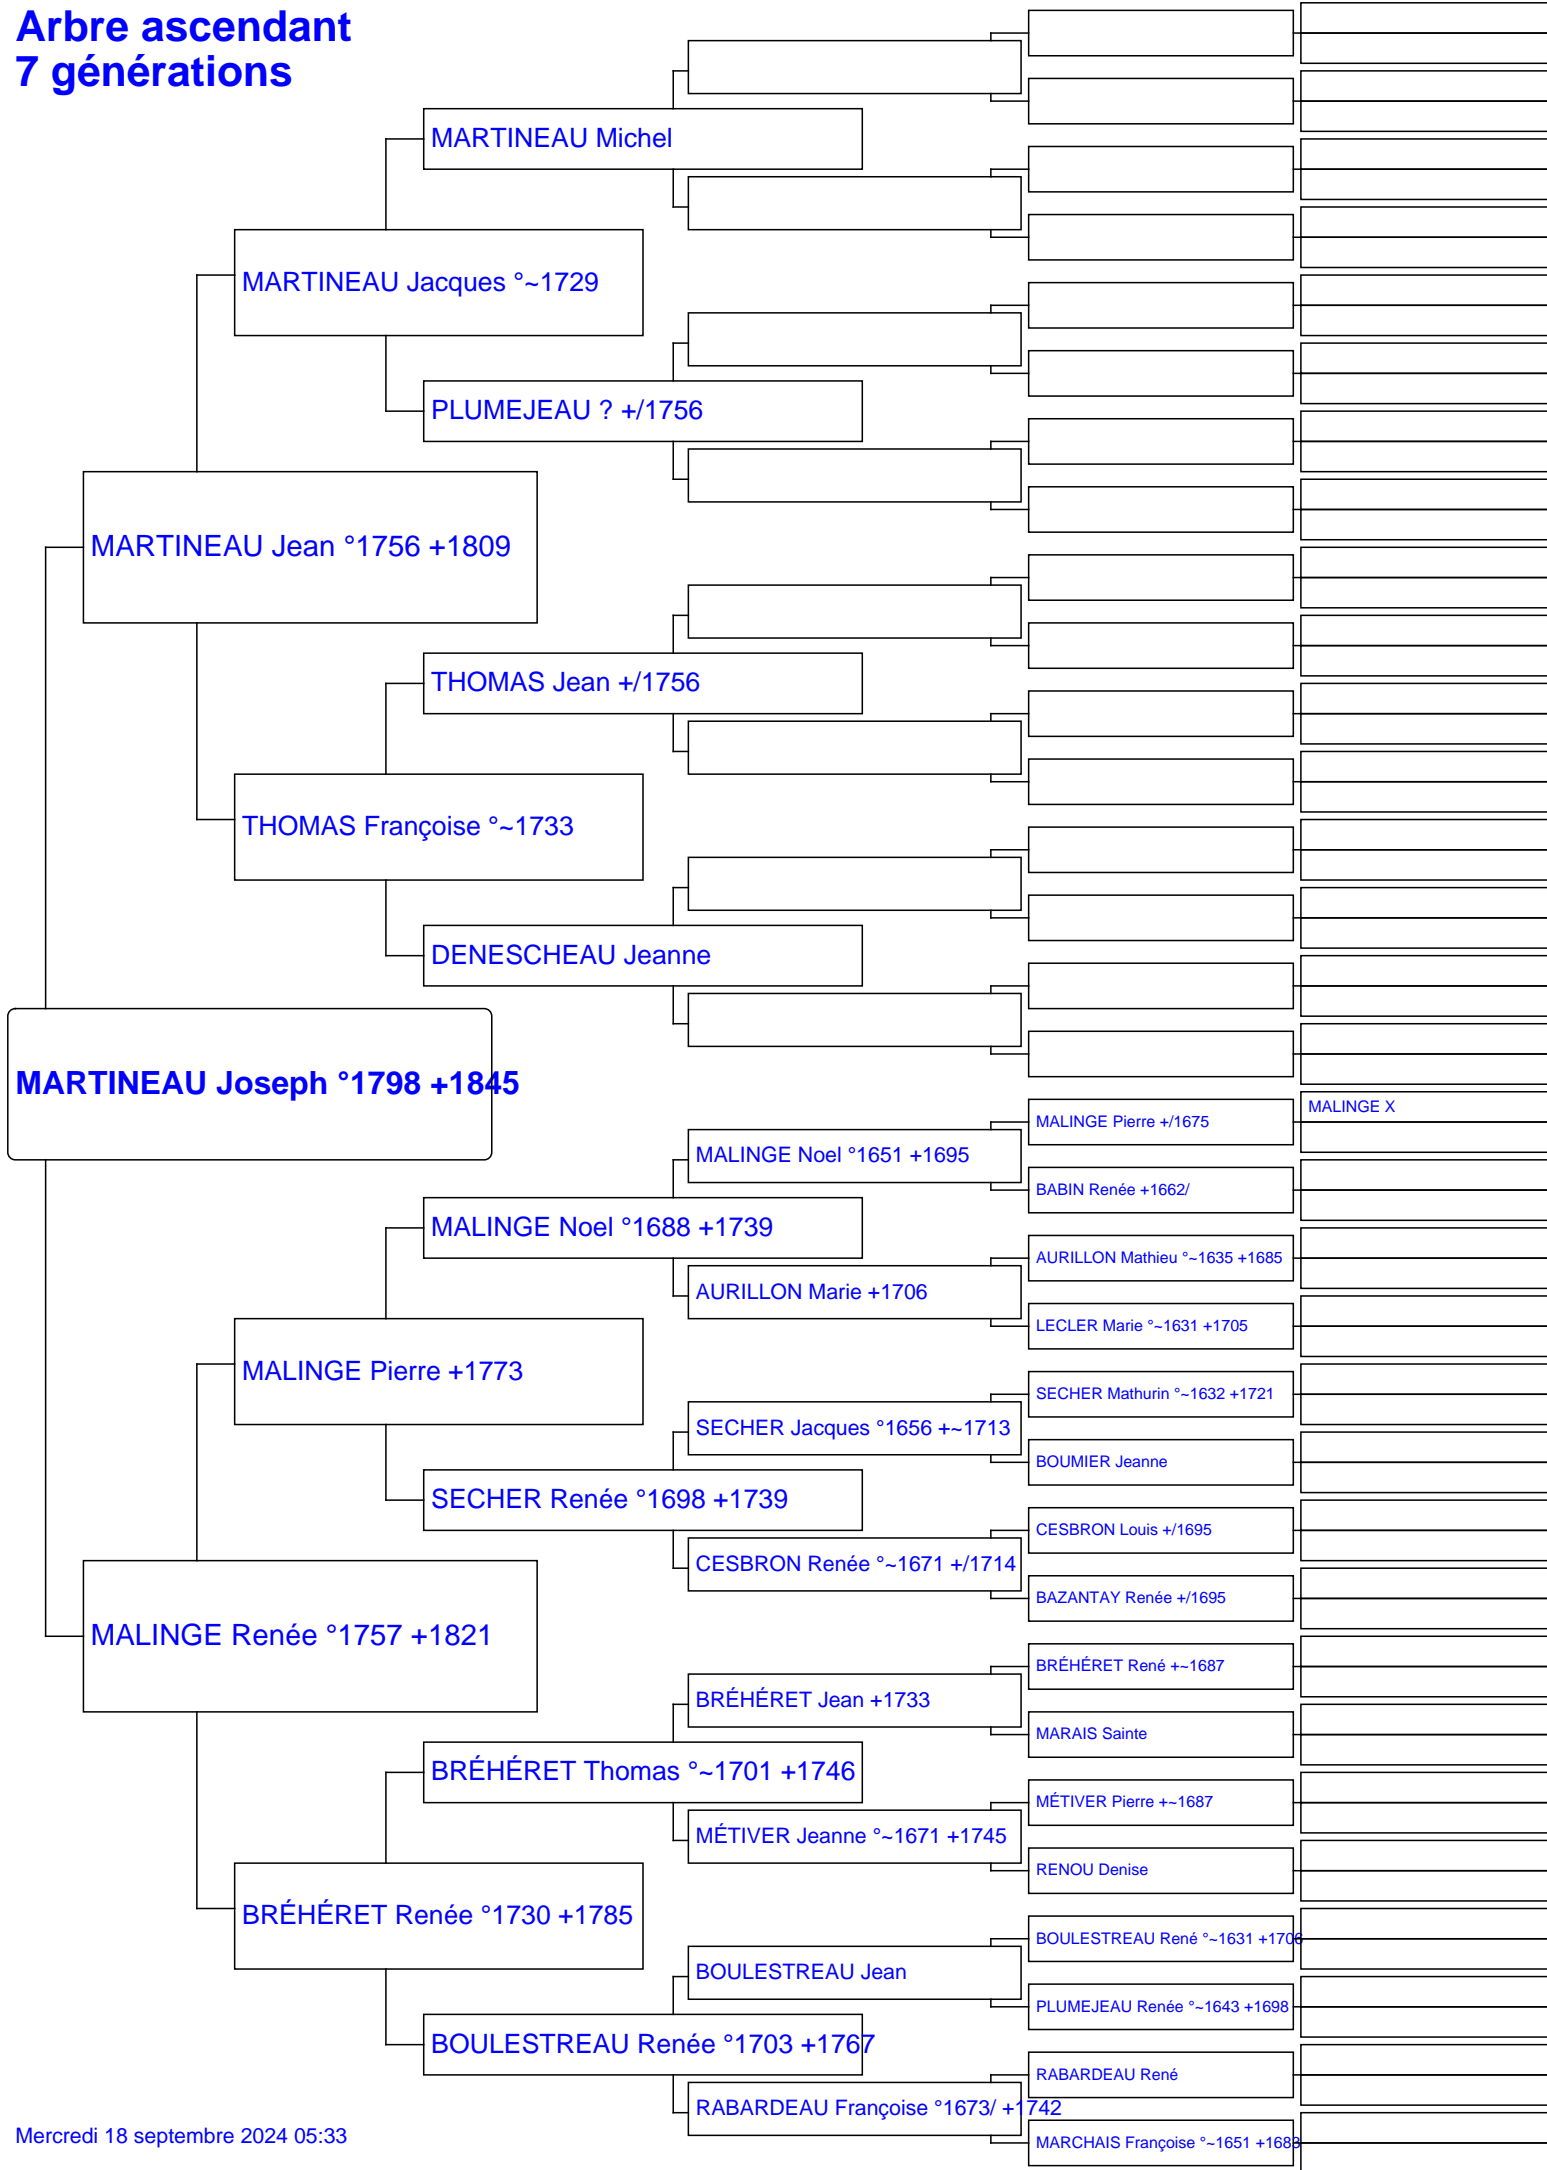 Arbre ascendant
7 générations
MARTINEAU Michel
MARTINEAU Jacques °~1729
PLUMEJEAU ? +/1756
MARTINEAU Jean °1756 +1809
THOMAS Jean +/1756
THOMAS Françoise °~1733
DENESCHEAU Jeanne
MARTINEAU Joseph °1798 +1845
MALINGE X
MALINGE Pierre +/1675
MALINGE Noel °1651 +1695
BABIN Renée +1662/
MALINGE Noel °1688 +1739
AURILLON Mathieu °~1635 +1685
AURILLON Marie +1706
LECLER Marie °~1631 +1705
MALINGE Pierre +1773
SECHER Mathurin °~1632 +1721
SECHER Jacques °1656 +~1713
BOUMIER Jeanne
SECHER Renée °1698 +1739
CESBRON Louis +/1695
CESBRON Renée °~1671 +/1714
BAZANTAY Renée +/1695
MALINGE Renée °1757 +1821
BRÉHÉRET René +~1687
BRÉHÉRET Jean +1733
MARAIS Sainte
BRÉHÉRET Thomas °~1701 +1746
MÉTIVER Pierre +~1687
MÉTIVER Jeanne °~1671 +1745
RENOU Denise
BRÉHÉRET Renée °1730 +1785
BOULESTREAU René °~1631 +1706
BOULESTREAU Jean
PLUMEJEAU Renée °~1643 +1698
BOULESTREAU Renée °1703 +1767
RABARDEAU René
RABARDEAU Françoise °1673/ +1742
MARCHAIS Françoise °~1651 +1683
Mercredi 18 septembre 2024 05:33